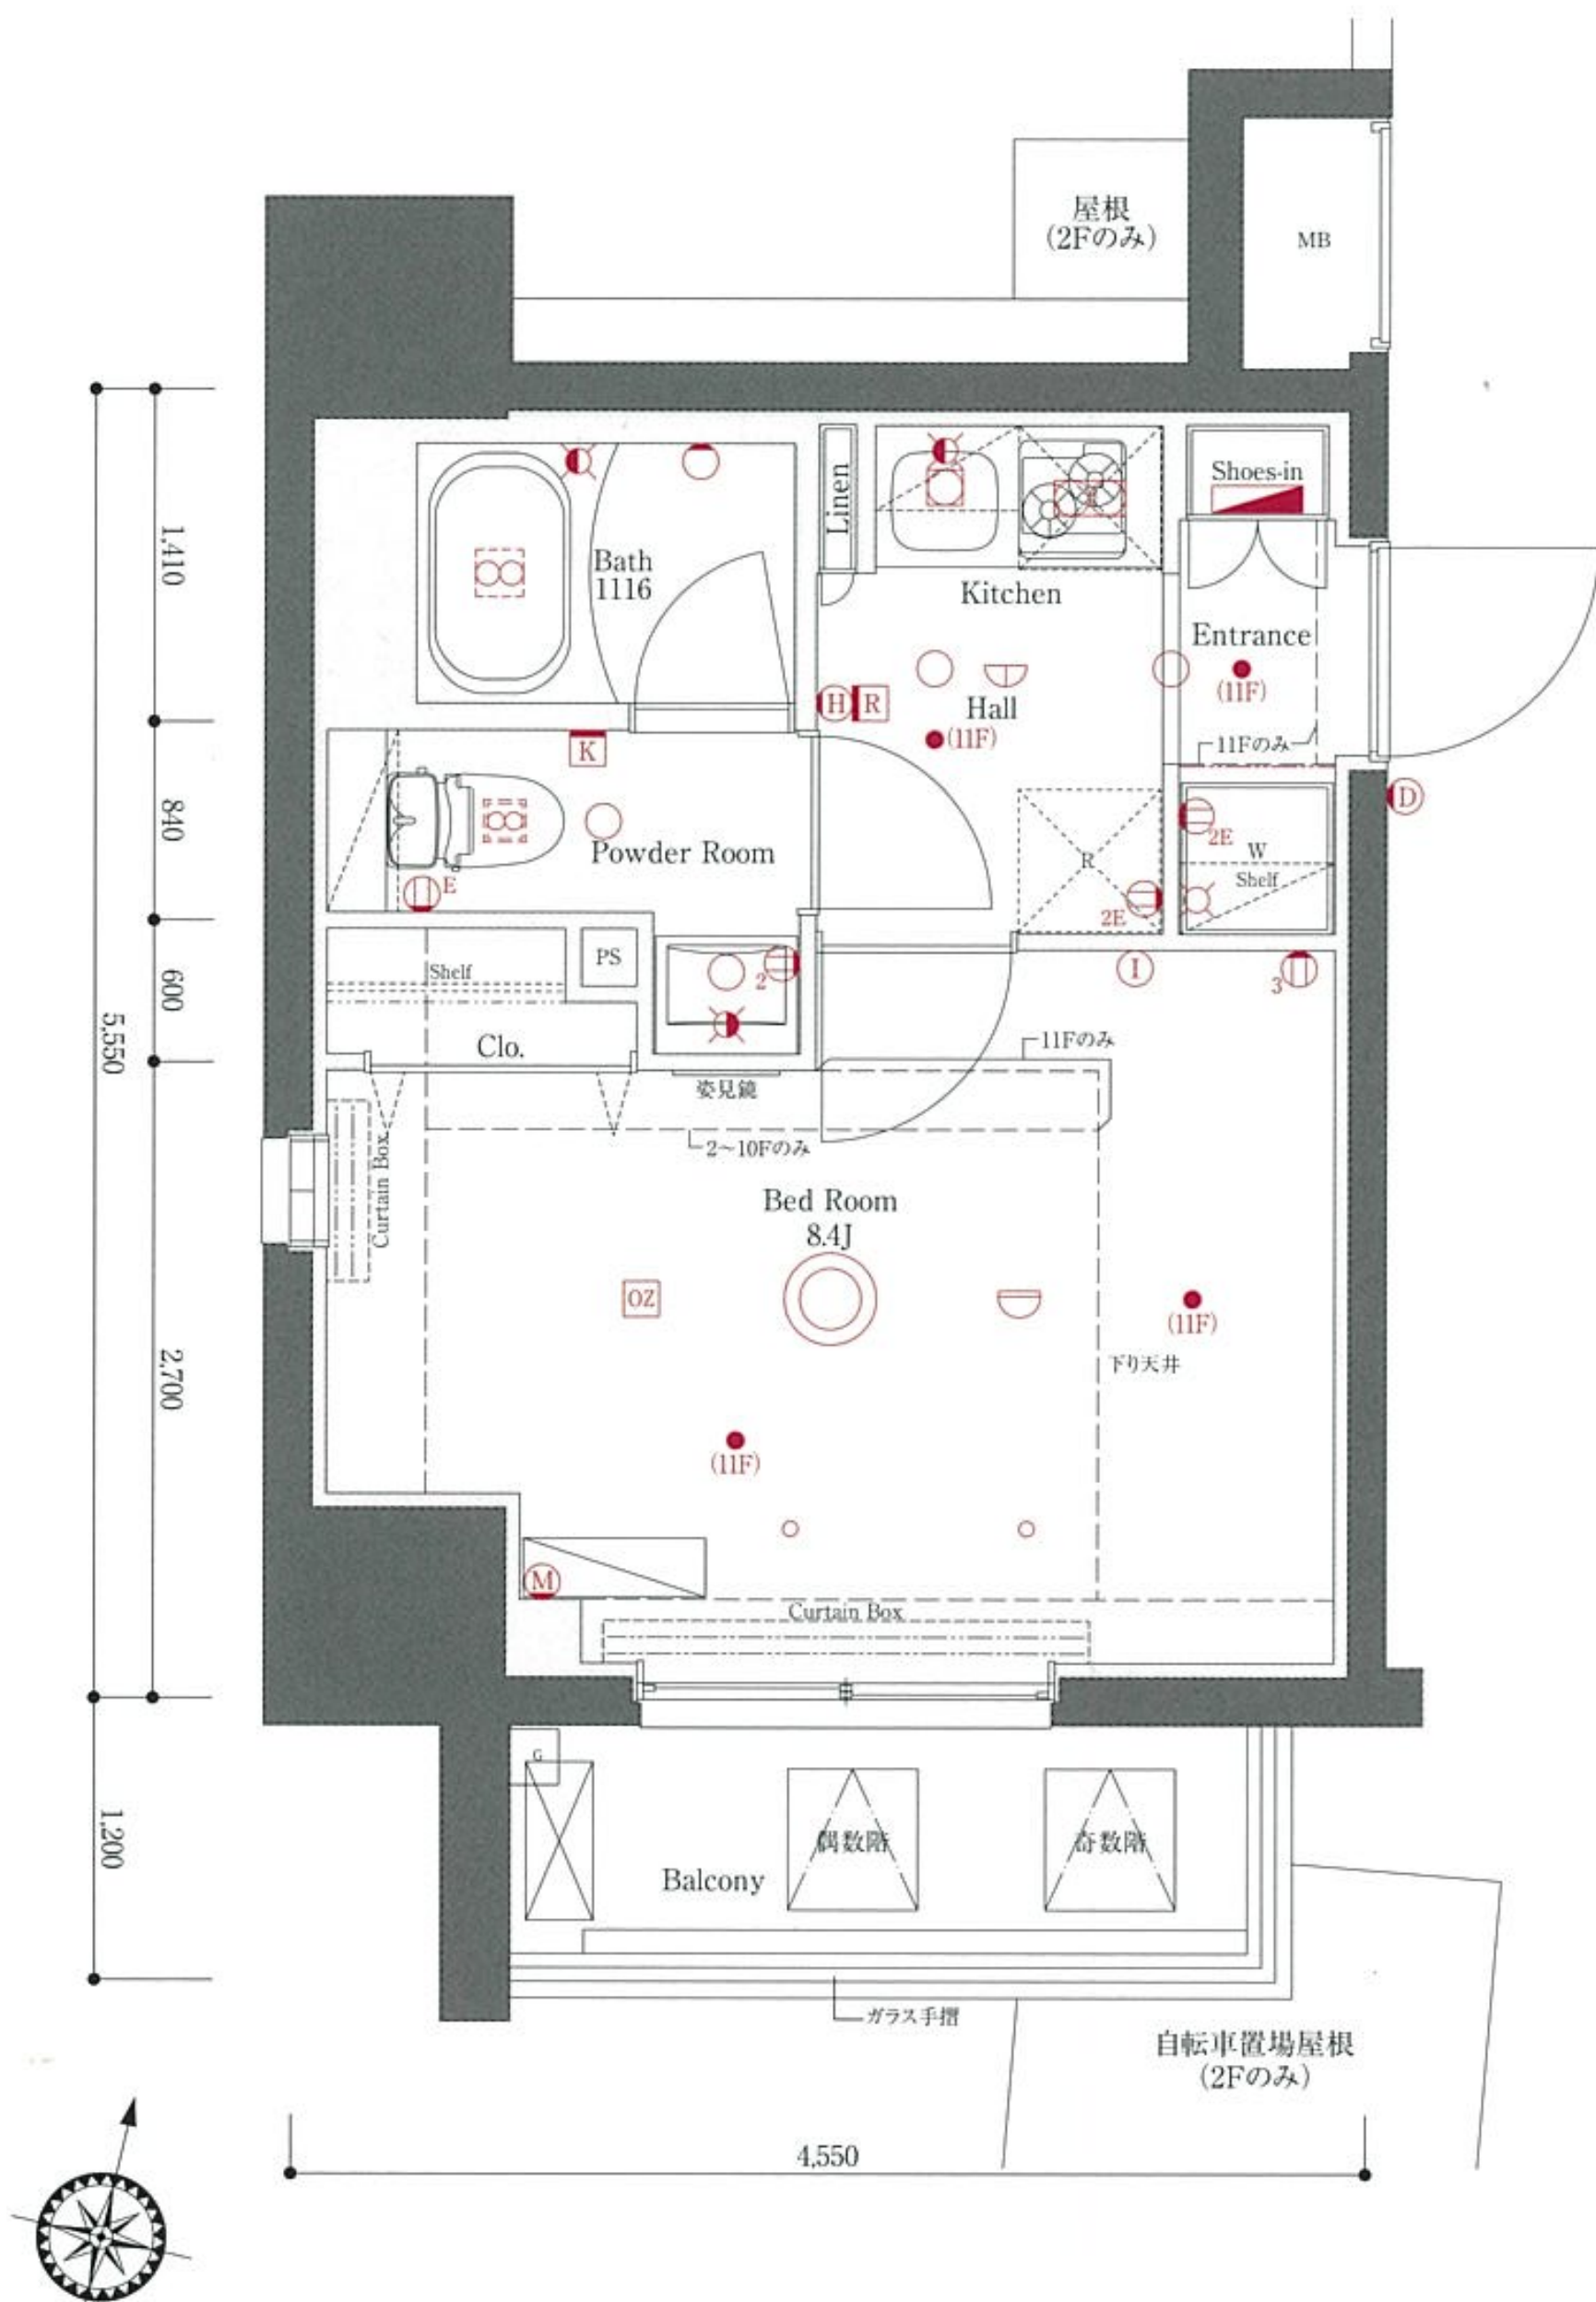 屋根
(2Fのみ)
MB
Shoes-in
Linen
Bath
1116
Kitchen
Entrance
(11F)
H
R
Hall
(11F)
11Fのみ
K
D
2E
W
Shelf
R
2E
E
Powder Room
PS
Shelf
2
I
3
Clo.
11Fのみ
姿見鏡
2〜10Fのみ
Curtain Box
Bed Room
8.4J
OZ
(11F)
下り天井
(11F)
M
Curtain Box
G
偶数階
奇数階
Balcony
ガラス手摺
自転車置場屋根
(2Fのみ)
1,410
840
600
5,550
2,700
1,200
4,550